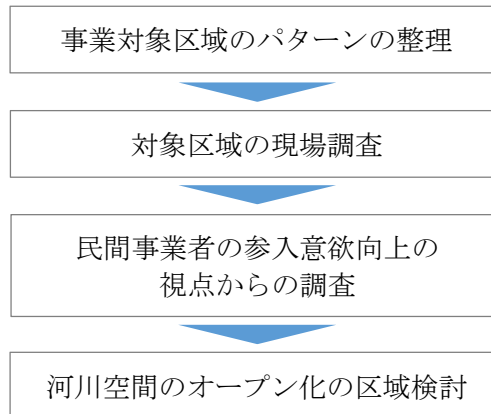 事業対象区域のパターンの整理
対象区域の現場調査
民間事業者の参入意欲向上の
視点からの調査
河川空間のオープン化の区域検討